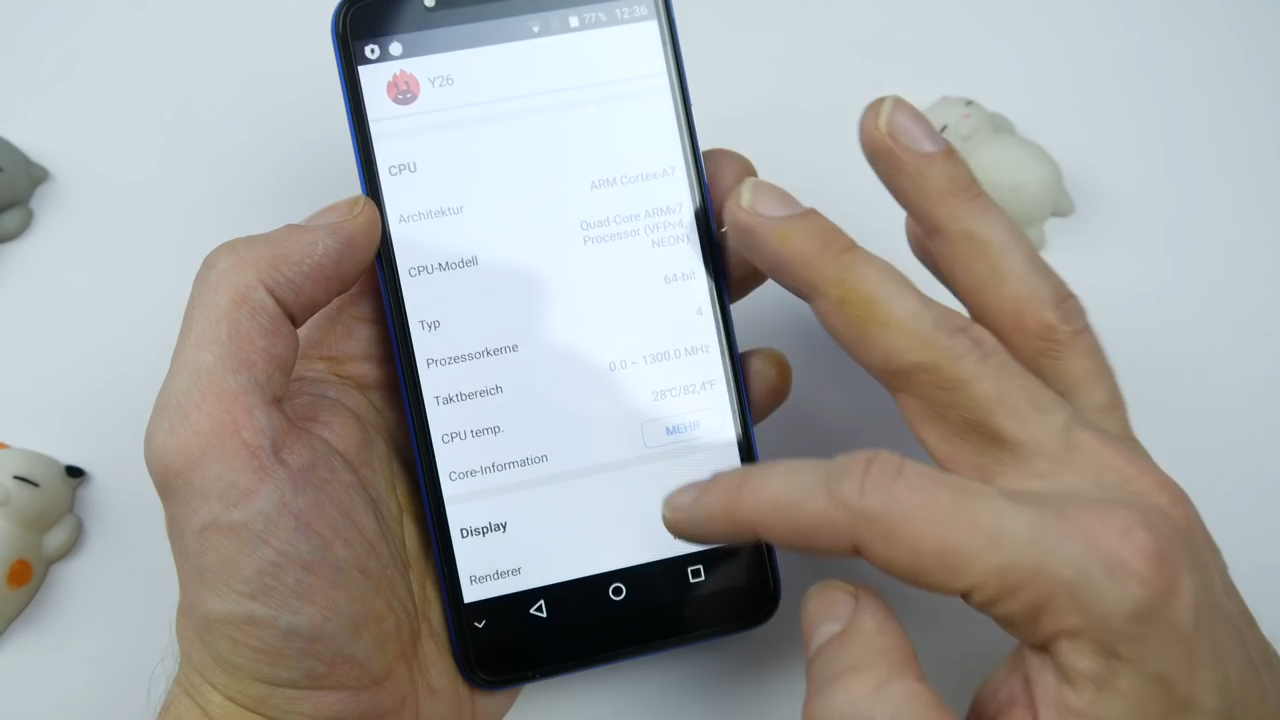 77% 12:36
Y26
CPU
Architektur ARM Cortex-A7
CPU-Modell Quad-Core ARMv7
Processor (VFPv4,
NEON)
Typ 64-bit
Prozessorkerne 4
Taktbereich 0.0 ~ 1300.0 MHz
CPU temp. 28°C/82,4°F
Core-Information MEHR
Display
Renderer